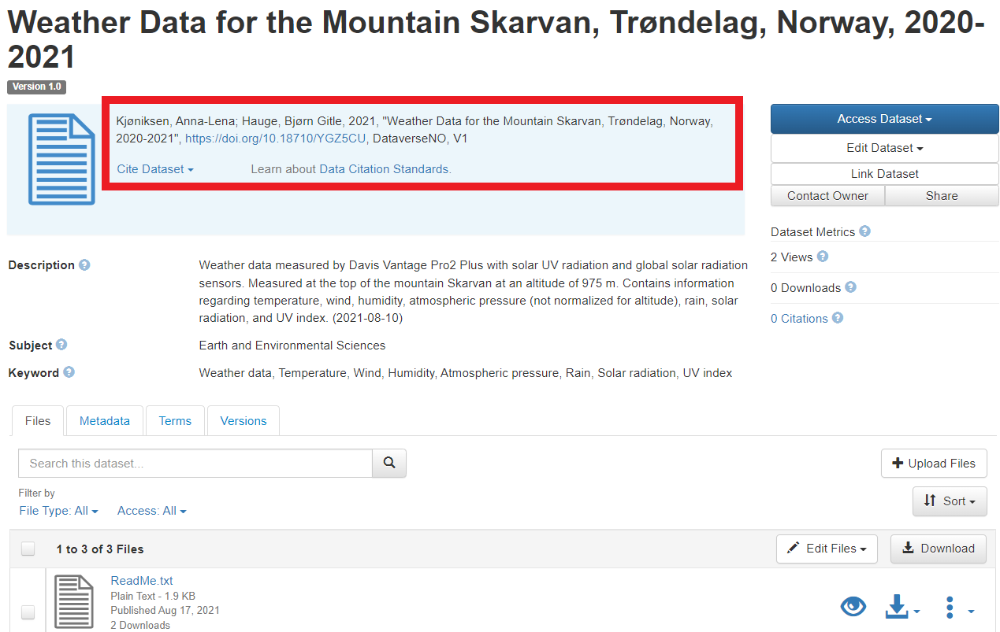 Weather Data for the Mountain Skarvan, Trøndelag, Norway, 2020-
2021
Version 1.0
Kjøniksen, Anna-Lena; Hauge, Bjørn Gitle, 2021, "Weather Data for the Mountain Skarvan, Trøndelag, Norway,
2020-2021", https://doi.org/10.18710/YGZ5CU, DataverseNO, V1
Cite Dataset
Learn about Data Citation Standards.
Access Dataset
Edit Dataset
Link Dataset
Contact Owner
Share
Dataset Metrics ?
2 Views ?
0 Downloads ?
0 Citations ?
Description ?
Weather data measured by Davis Vantage Pro2 Plus with solar UV radiation and global solar radiation
sensors. Measured at the top of the mountain Skarvan at an altitude of 975 m. Contains information
regarding temperature, wind, humidity, atmospheric pressure (not normalized for altitude), rain, solar
radiation, and UV index. (2021-08-10)
Subject ?
Earth and Environmental Sciences
Keyword ?
Weather data, Temperature, Wind, Humidity, Atmospheric pressure, Rain, Solar radiation, UV index
Files
Metadata
Terms
Versions
Search this dataset...
Upload Files
Filter by
File Type: All
Access: All
Sort
1 to 3 of 3 Files
Edit Files
Download
ReadMe.txt
Plain Text - 1.9 KB
Published Aug 17, 2021
2 Downloads